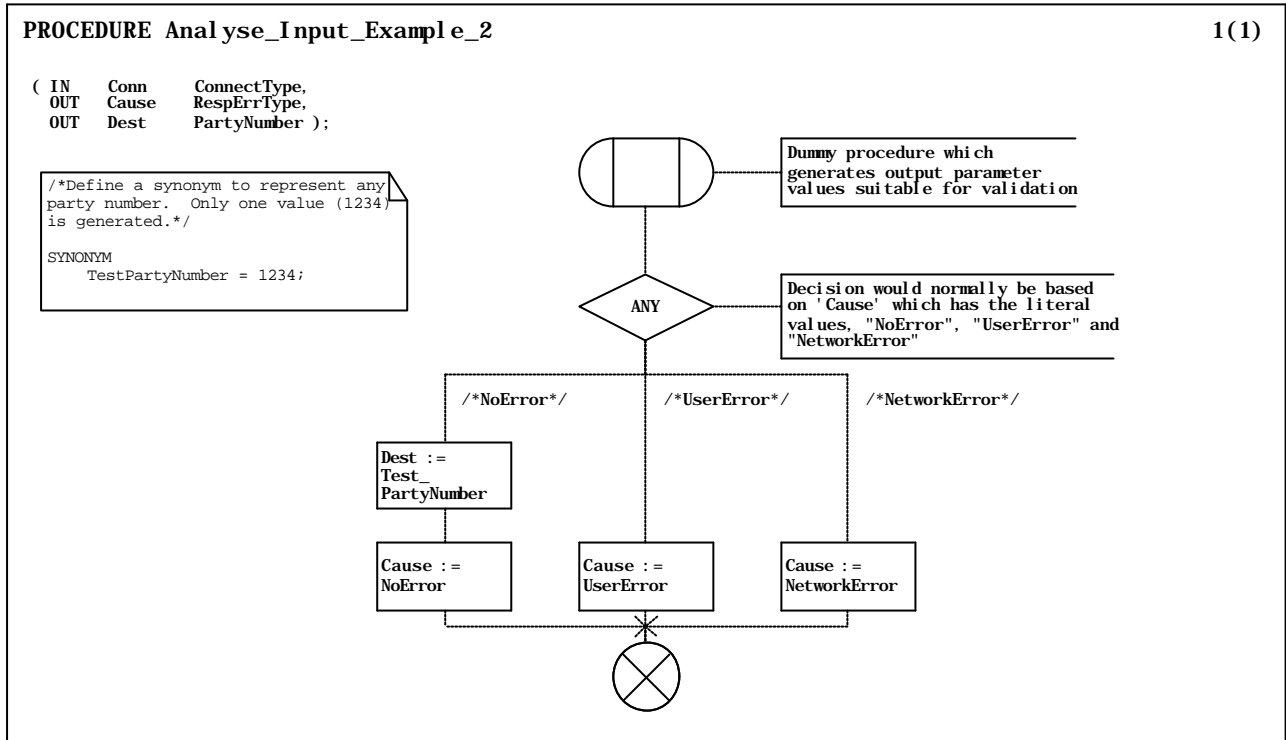 PROCEDURE Analyse_Input_Example_2
1(1)
( IN Conn ConnectType,
OUT Cause RespErrType,
OUT Dest PartyNumber );
/*Define a synonym to represent any
party number. Only one value (1234)
is generated.*/
SYNONYM
TestPartyNumber = 1234;
Dummy procedure which
generates output parameter
values suitable for validation
ANY
Decision would normally be based
on 'Cause' which has the literal
values, "NoError", "UserError" and
"NetworkError"
/*NoError*/
/*UserError*/
/*NetworkError*/
Dest :=
Test_
PartyNumber
Cause :=
NoError
Cause :=
UserError
Cause :=
NetworkError